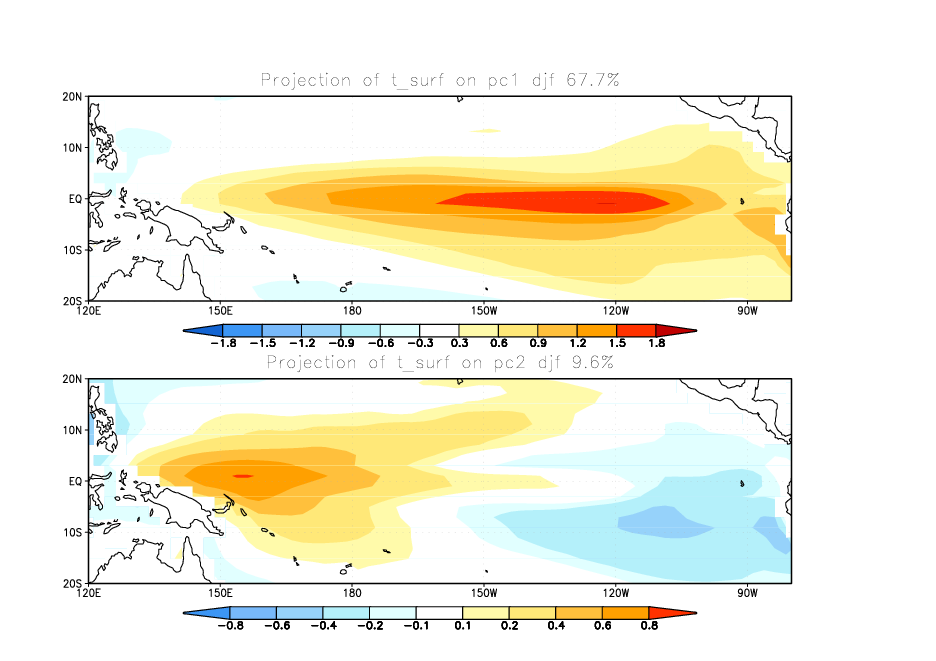 Projection of t_surf on pc1 djf 67.7%
20N
10N
EQ
10S
20S
120E 150E 180 150W 120W 90W
-1.8 -1.5 -1.2 -0.9 -0.6 -0.3 0.3 0.6 0.9 1.2 1.5 1.8
Projection of t_surf on pc2 djf 9.6%
20N
10N
EQ
10S
20S
120E 150E 180 150W 120W 90W
-0.8 -0.6 -0.4 -0.2 -0.1 0.1 0.2 0.4 0.6 0.8